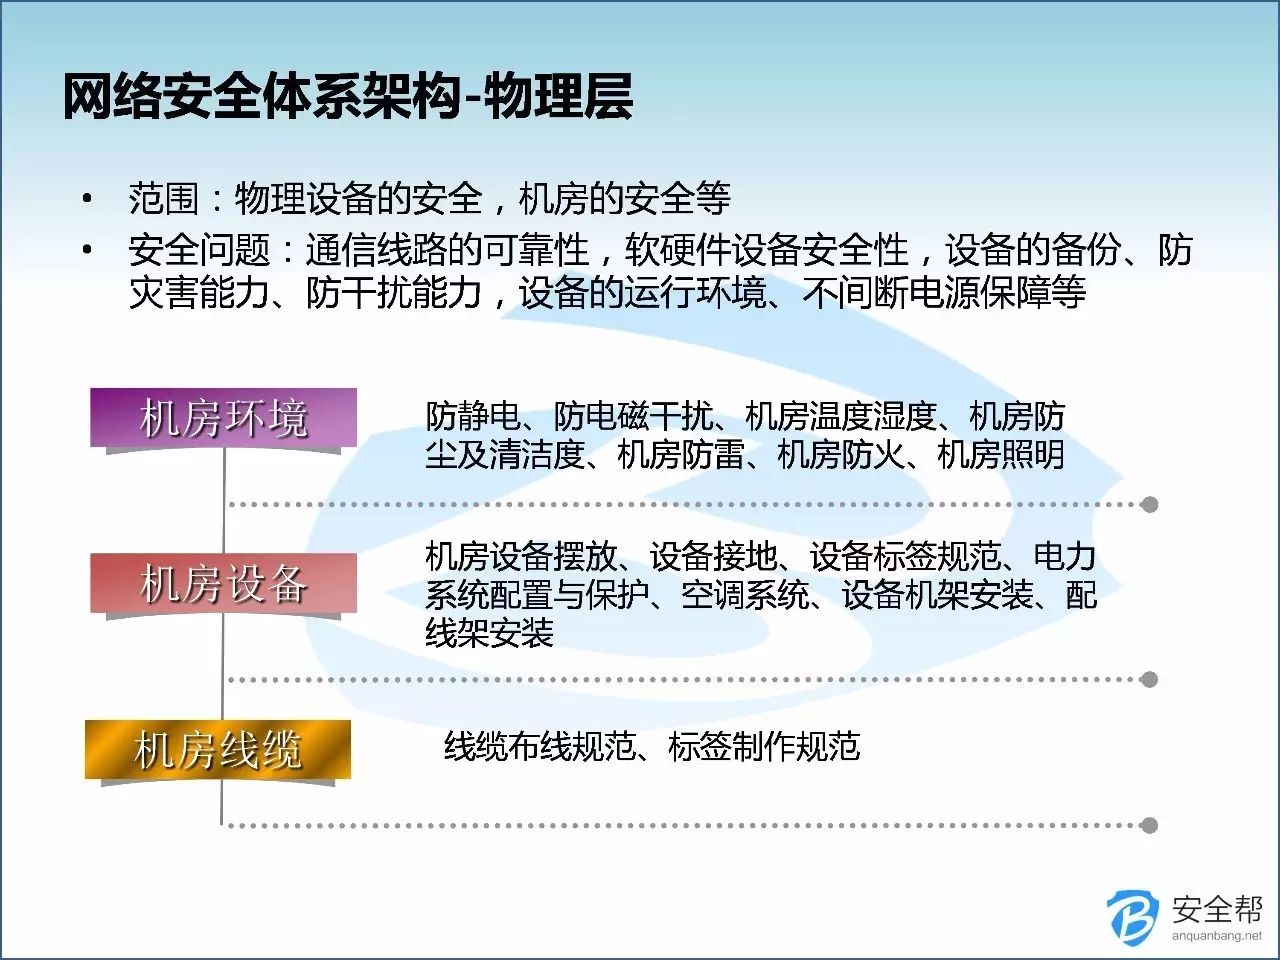 网络安全体系架构-物理层
• 范围：物理设备的安全，机房的安全等
• 安全问题：通信线路的可靠性，软硬件设备安全性，设备的备份、防
灾害能力、防干扰能力，设备的运行环境、不间断电源保障等
机房环境
防静电、防电磁干扰、机房温度湿度、机房防
尘及清洁度、机房防雷、机房防火、机房照明
机房设备
机房设备摆放、设备接地、设备标签规范、电力
系统配置与保护、空调系统、设备机架安装、配
线架安装
机房线缆
线缆布线规范、标签制作规范
安全帮
anquanbang.net